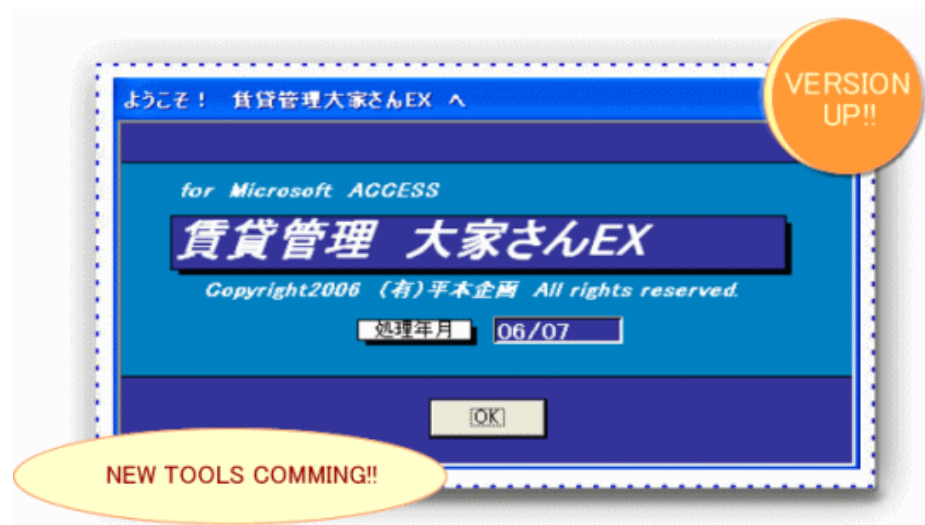 VERSION
UP!!
ようこそ! 賃貸管理大家さんEX へ
for Microsoft ACCESS
賃貸管理 大家さんEX
Copyright2006 (有)平本企画 All rights reserved.
処理年月 06/07
OK
NEW TOOLS COMMING!!